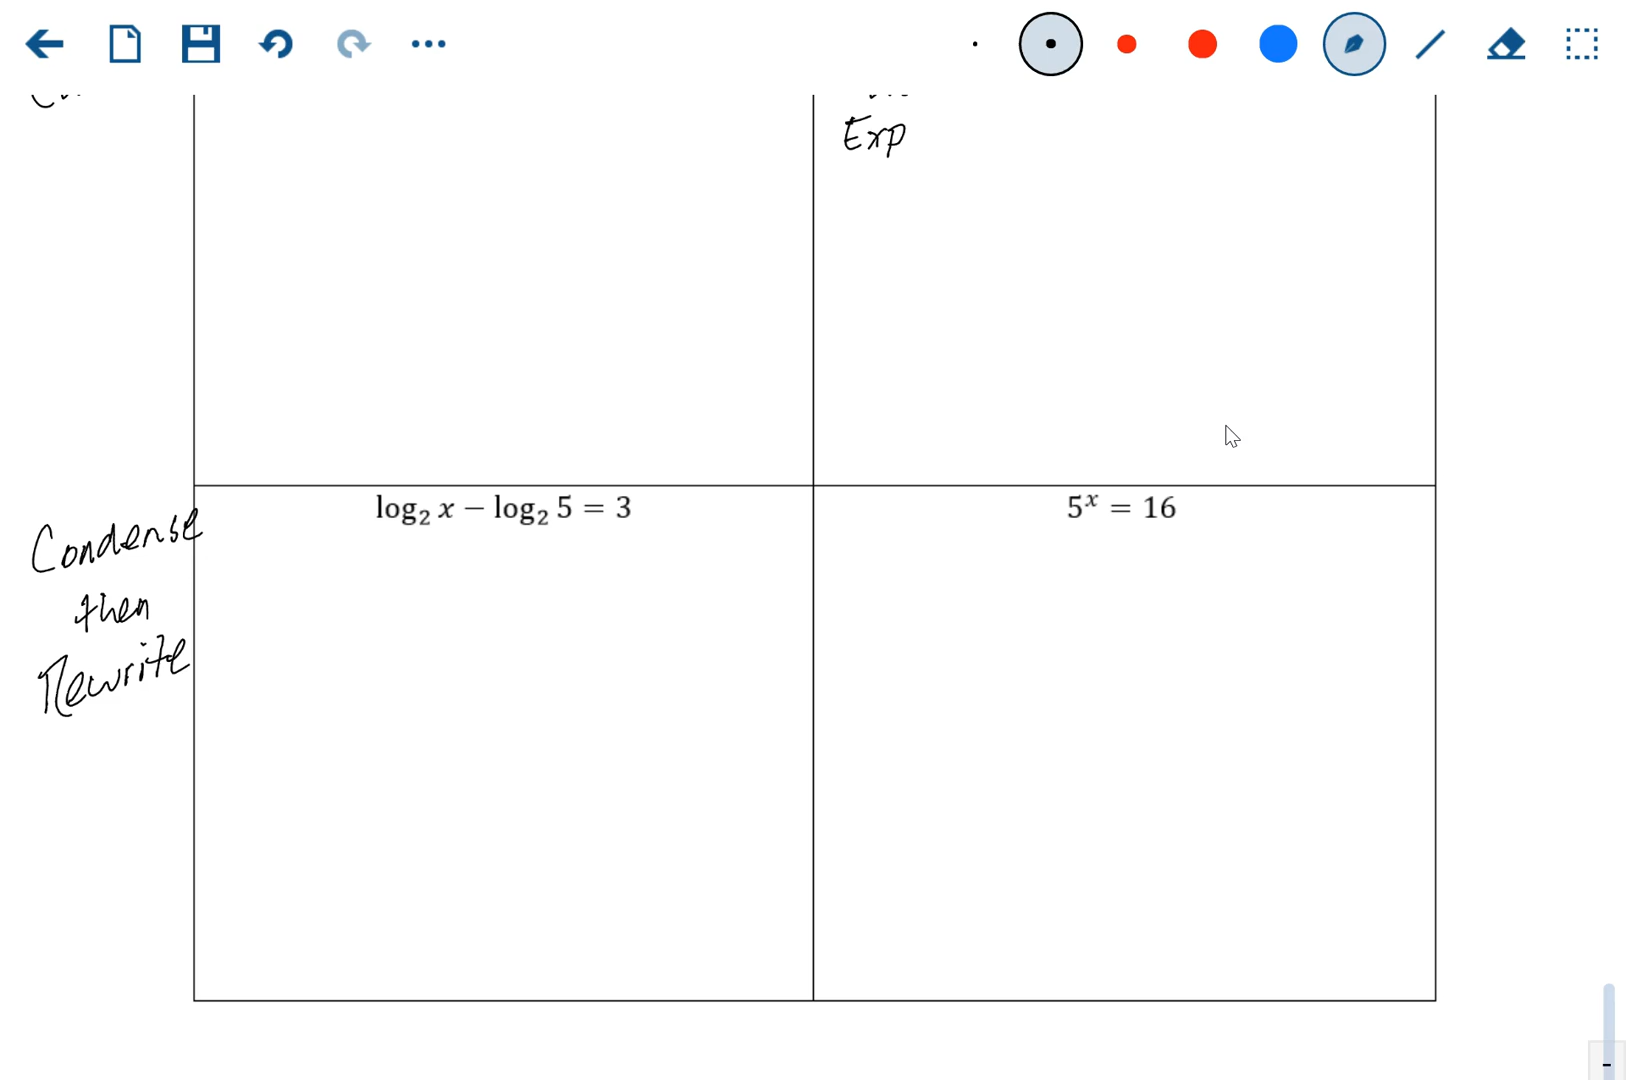 Exp
log₂ x − log₂ 5 = 3
5ˣ = 16
Condense
then
Rewrite